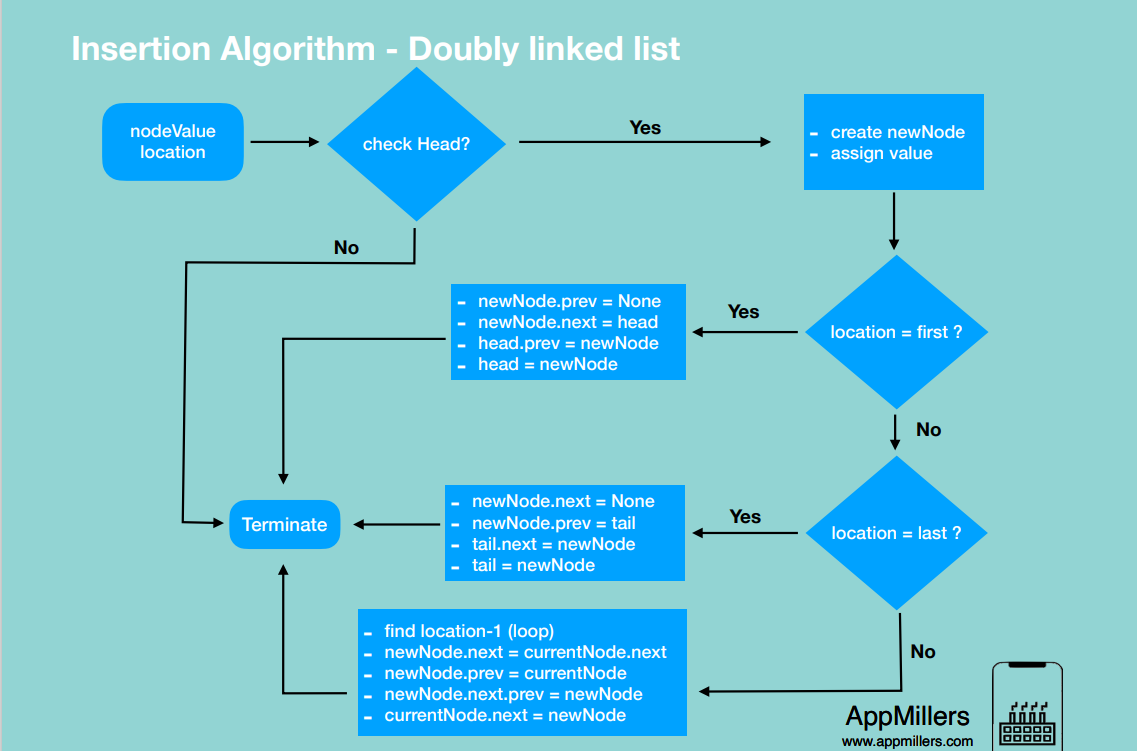 Insertion Algorithm - Doubly linked list
nodeValue
location
check Head?
Yes
- create newNode
- assign value
No
- newNode.prev = None
- newNode.next = head
- head.prev = newNode
- head = newNode
Yes
location = first ?
No
Terminate
- newNode.next = None
- newNode.prev = tail
- tail.next = newNode
- tail = newNode
Yes
location = last ?
- find location-1 (loop)
- newNode.next = currentNode.next
- newNode.prev = currentNode
- newNode.next.prev = newNode
- currentNode.next = newNode
No
AppMillers
www.appmillers.com